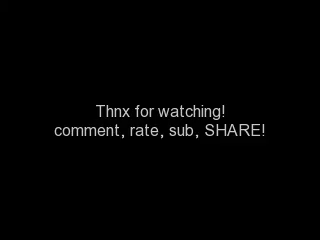 Thnx for watching!
comment, rate, sub, SHARE!